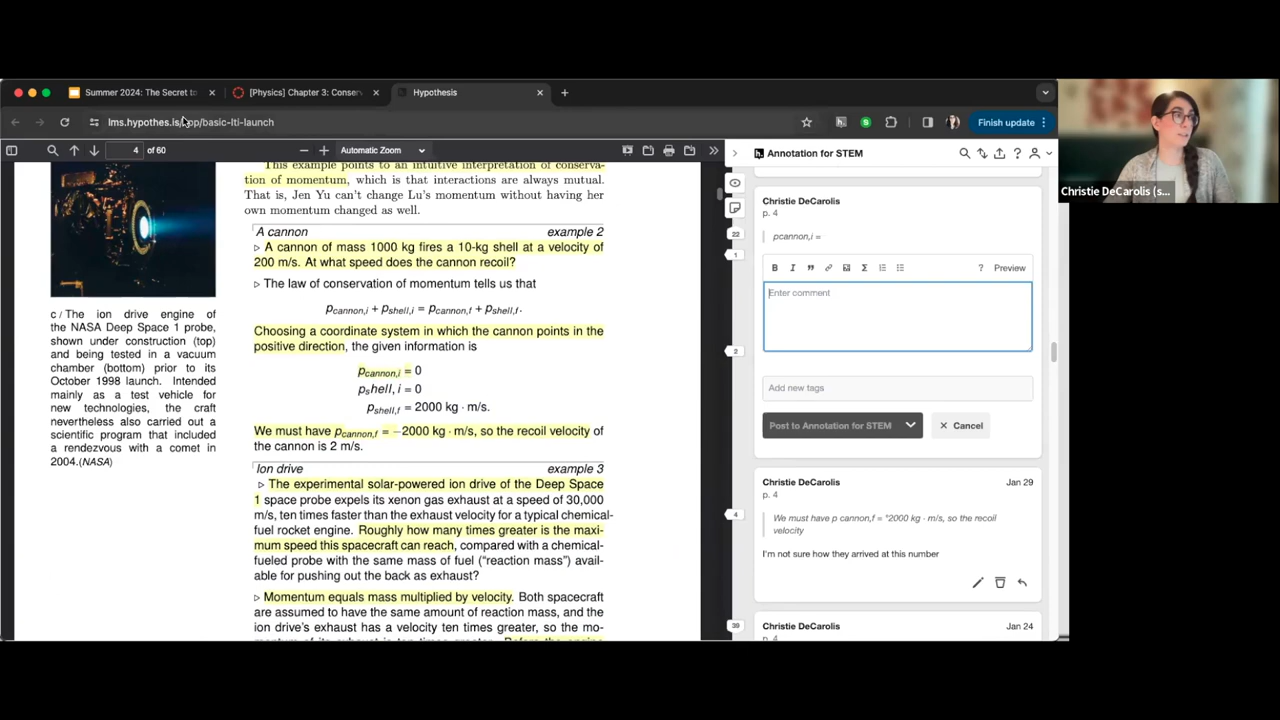 Summer 2024: The Secret to
[Physics] Chapter 3: Conser
Hypothesis
lms.hypothes.is/app/basic-lti-launch
Finish update
4 of 60
Automatic Zoom
This example points to an intuitive interpretation of conserva-
tion of momentum, which is that interactions are always mutual.
That is, Jen Yu can't change Lu's momentum without having her
own momentum changed as well.
A cannon example 2
▷ A cannon of mass 1000 kg fires a 10-kg shell at a velocity of
200 m/s. At what speed does the cannon recoil?
▷ The law of conservation of momentum tells us that
pcannon,i + pshell,i = pcannon,f + pshell,f.
Choosing a coordinate system in which the cannon points in the
positive direction, the given information is
pcannon,i = 0
pshell, i = 0
pshell,f = 2000 kg · m/s.
We must have pcannon,f = −2000 kg · m/s, so the recoil velocity of
the cannon is 2 m/s.
Ion drive example 3
▷ The experimental solar-powered ion drive of the Deep Space
1 space probe expels its xenon gas exhaust at a speed of 30,000
m/s, ten times faster than the exhaust velocity for a typical chemical-
fuel rocket engine. Roughly how many times greater is the maxi-
mum speed this spacecraft can reach, compared with a chemical-
fueled probe with the same mass of fuel ("reaction mass") avail-
able for pushing out the back as exhaust?
▷ Momentum equals mass multiplied by velocity. Both spacecraft
are assumed to have the same amount of reaction mass, and the
ion drive's exhaust has a velocity ten times greater, so the mo-
mentum of its exhaust is ten times greater. Before the engine
c / The ion drive engine of
the NASA Deep Space 1 probe,
shown under construction (top)
and being tested in a vacuum
chamber (bottom) prior to its
October 1998 launch. Intended
mainly as a test vehicle for
new technologies, the craft
nevertheless also carried out a
scientific program that included
a rendezvous with a comet in
2004.(NASA)
Annotation for STEM
22
1
2
4
39
Christie DeCarolis
p. 4
pcannon,i =
B I Σ ? Preview
Enter comment
Add new tags
Post to Annotation for STEM
Cancel
Christie DeCarolis Jan 29
p. 4
We must have p cannon,f = *2000 kg · m/s, so the recoil
velocity
I'm not sure how they arrived at this number
Christie DeCarolis Jan 24
p. 4
Christie DeCarolis (s...